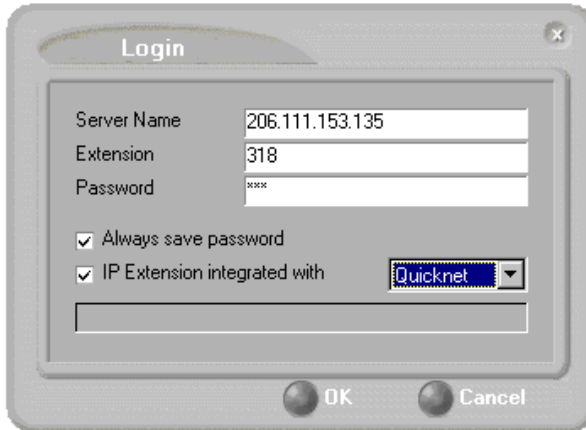 Login
Server Name 206.111.153.135
Extension 318
Password ***
Always save password
IP Extension integrated with Quicknet
OK Cancel